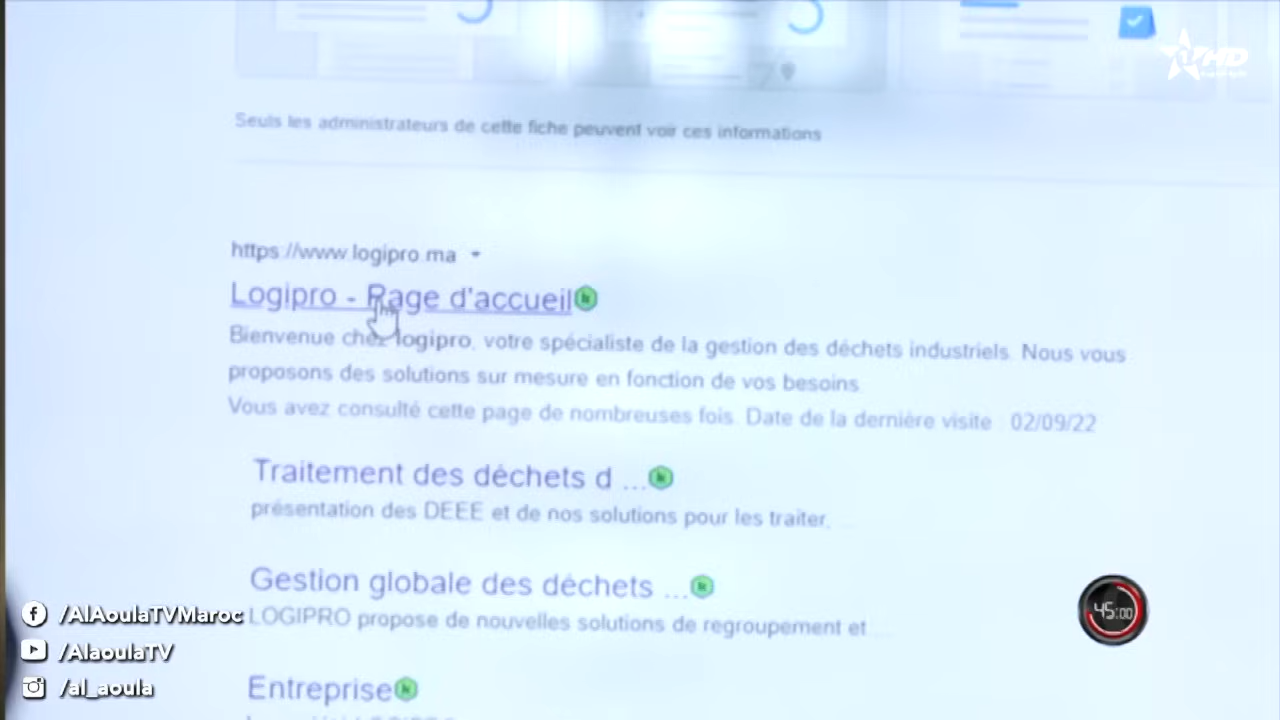 HD
Seuls les administrateurs de cette fiche peuvent voir ces informations
https://www.logipro.ma
Logipro - Page d'accueil
Bienvenue chez logipro, votre spécialiste de la gestion des déchets industriels. Nous vous
proposons des solutions sur mesure en fonction de vos besoins.
Vous avez consulté cette page de nombreuses fois. Date de la dernière visite : 02/09/22
Traitement des déchets d ...
présentation des DEEE et de nos solutions pour les traiter.
Gestion globale des déchets ...
LOGIPRO propose de nouvelles solutions de regroupement et ...
Entreprise
/AlAoulaTVMaroc
/AlaoulaTV
/al_aoula
45:00